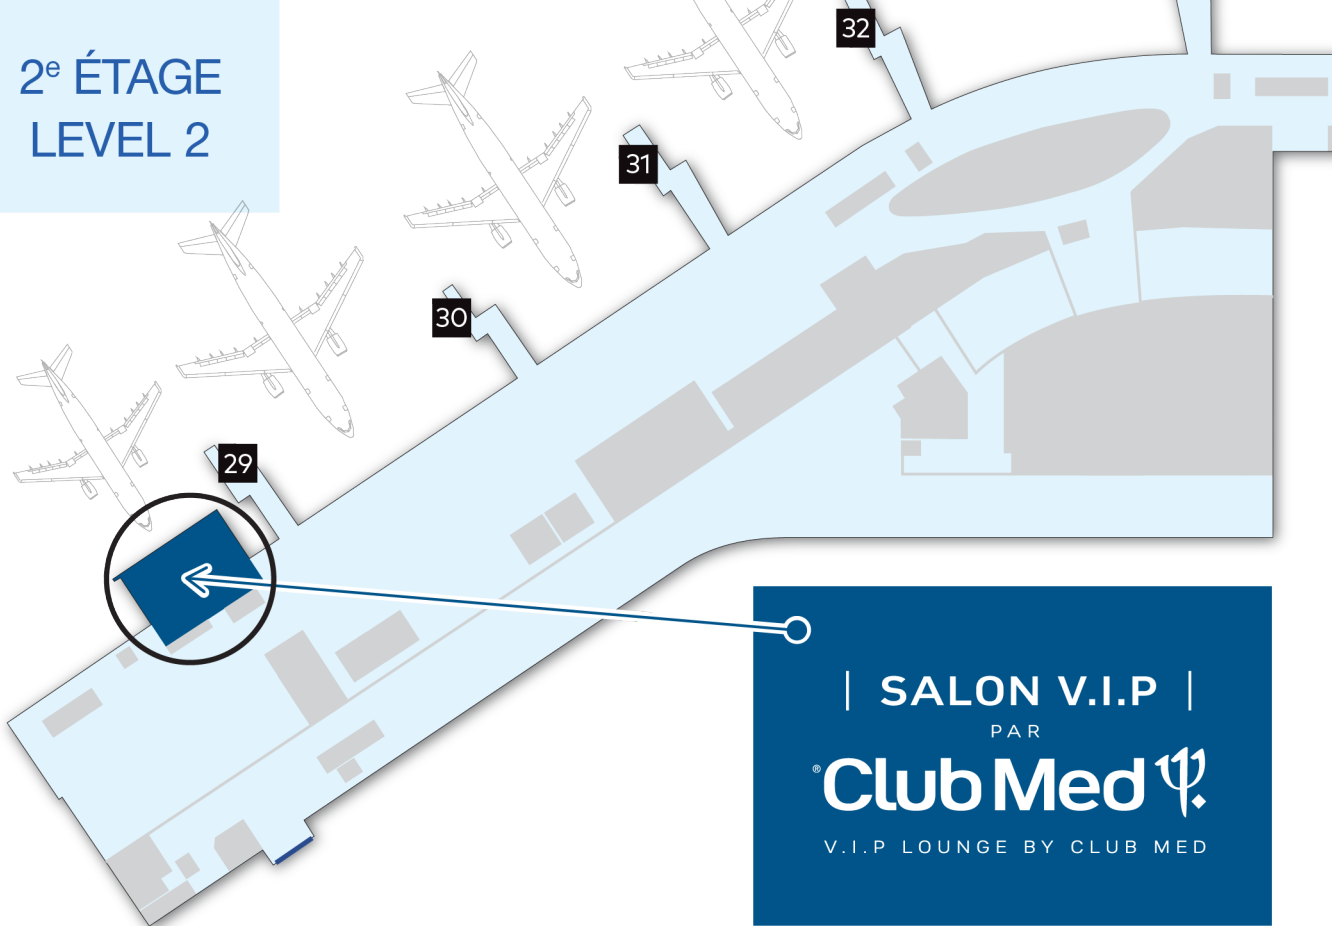 2e ÉTAGE
LEVEL 2
32
31
30
29
| SALON V.I.P |
PAR
®Club Med
V.I.P LOUNGE BY CLUB MED